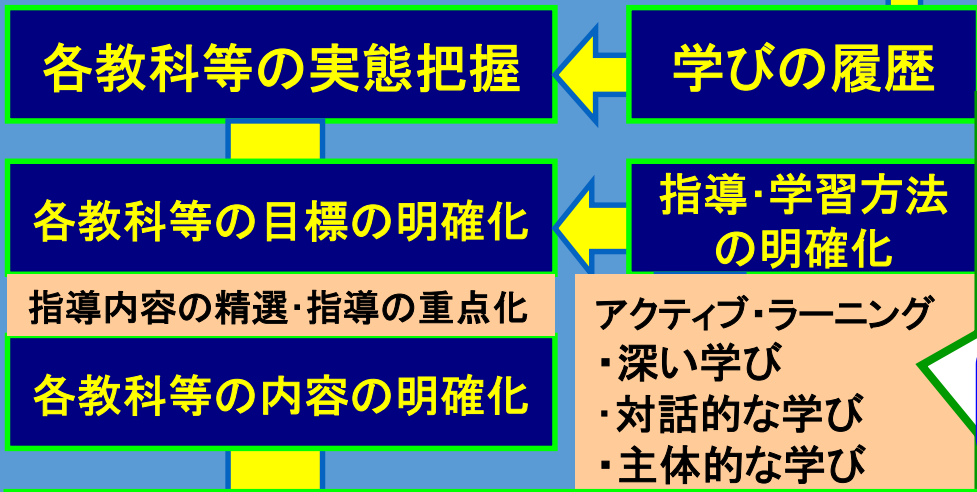 各教科等の実態把握
学びの履歴
各教科等の目標の明確化
指導・学習方法
の明確化
指導内容の精選・指導の重点化
各教科等の内容の明確化
アクティブ・ラーニング
・深い学び
・対話的な学び
・主体的な学び